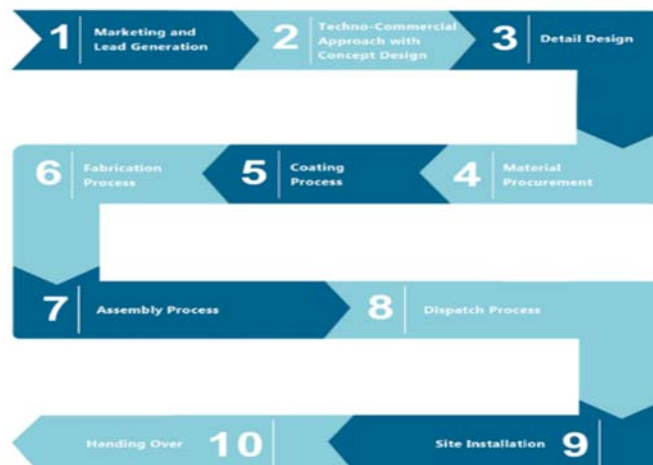 1
Marketing and
Lead Generation
2
Techno-Commercial
Approach with
Concept Design
3
Detail Design
4
Material
Procurement
5
Coating
Process
6
Fabrication
Process
7
Assembly Process
8
Dispatch Process
Site Installation 9
Handing Over 10